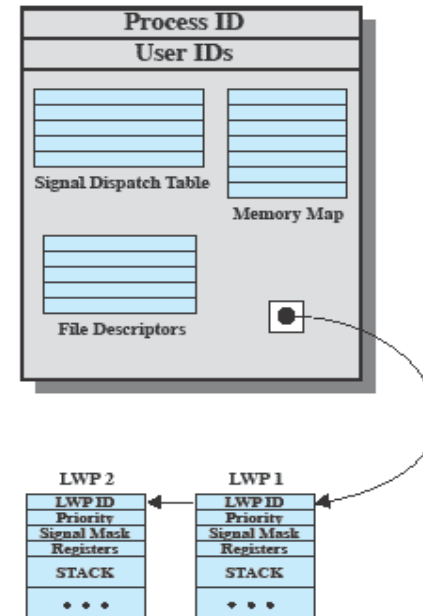 Process ID
User IDs
Signal Dispatch Table
Memory Map
File Descriptors
LWP 2
LWP ID
Priority
Signal Mask
Registers
STACK
• • •
LWP 1
LWP ID
Priority
Signal Mask
Registers
STACK
• • •